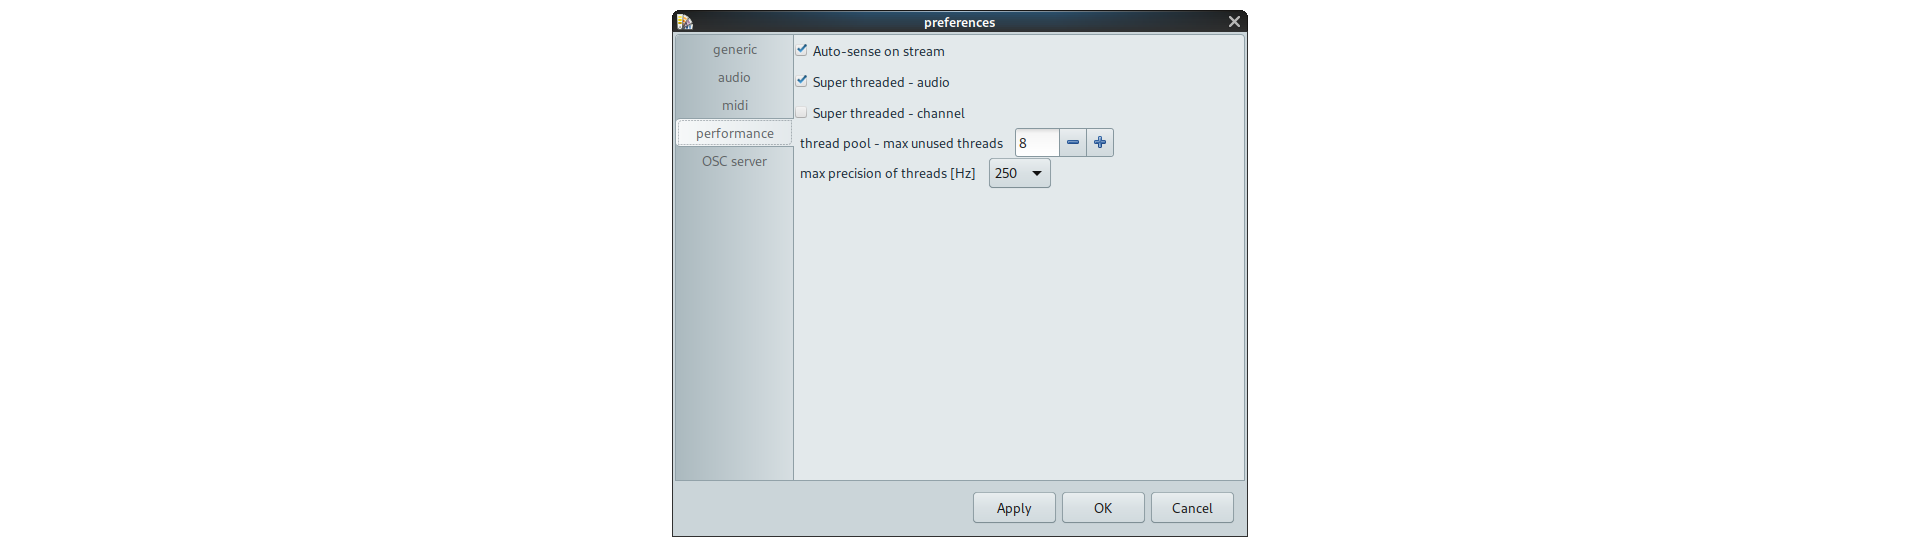 preferences
generic
audio
midi
performance
OSC server
Auto-sense on stream
Super threaded - audio
Super threaded - channel
thread pool - max unused threads 8
max precision of threads [Hz] 250
Apply OK Cancel